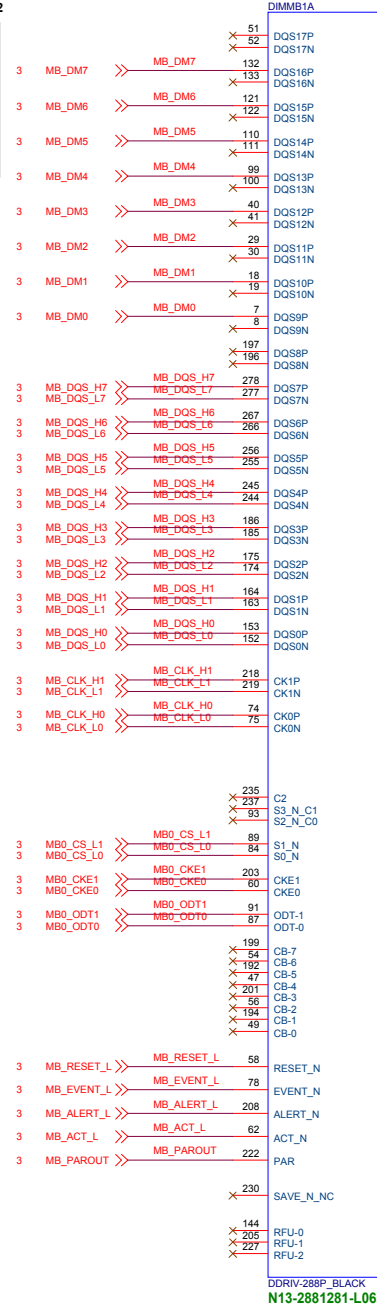 2
DIMMB1A
51 DQS17P
52 DQS17N
3 MB_DM7 MB_DM7 132 DQS16P
133 DQS16N
3 MB_DM6 MB_DM6 121 DQS15P
122 DQS15N
3 MB_DM5 MB_DM5 110 DQS14P
111 DQS14N
3 MB_DM4 MB_DM4 99 DQS13P
100 DQS13N
3 MB_DM3 MB_DM3 40 DQS12P
41 DQS12N
3 MB_DM2 MB_DM2 29 DQS11P
30 DQS11N
3 MB_DM1 MB_DM1 18 DQS10P
19 DQS10N
3 MB_DM0 MB_DM0 7 DQS9P
8 DQS9N
197 DQS8P
196 DQS8N
3 MB_DQS_H7 MB_DQS_H7 278 DQS7P
3 MB_DQS_L7 MB_DQS_L7 277 DQS7N
3 MB_DQS_H6 MB_DQS_H6 267 DQS6P
3 MB_DQS_L6 MB_DQS_L6 266 DQS6N
3 MB_DQS_H5 MB_DQS_H5 256 DQS5P
3 MB_DQS_L5 MB_DQS_L5 255 DQS5N
3 MB_DQS_H4 MB_DQS_H4 245 DQS4P
3 MB_DQS_L4 MB_DQS_L4 244 DQS4N
3 MB_DQS_H3 MB_DQS_H3 186 DQS3P
3 MB_DQS_L3 MB_DQS_L3 185 DQS3N
3 MB_DQS_H2 MB_DQS_H2 175 DQS2P
3 MB_DQS_L2 MB_DQS_L2 174 DQS2N
3 MB_DQS_H1 MB_DQS_H1 164 DQS1P
3 MB_DQS_L1 MB_DQS_L1 163 DQS1N
3 MB_DQS_H0 MB_DQS_H0 153 DQS0P
3 MB_DQS_L0 MB_DQS_L0 152 DQS0N
3 MB_CLK_H1 MB_CLK_H1 218 CK1P
3 MB_CLK_L1 MB_CLK_L1 219 CK1N
3 MB_CLK_H0 MB_CLK_H0 74 CK0P
3 MB_CLK_L0 MB_CLK_L0 75 CK0N
235 C2
237 S3_N_C1
93 S2_N_C0
3 MB0_CS_L1 MB0_CS_L1 89 S1_N
3 MB0_CS_L0 MB0_CS_L0 84 S0_N
3 MB0_CKE1 MB0_CKE1 203 CKE1
3 MB0_CKE0 MB0_CKE0 60 CKE0
3 MB0_ODT1 MB0_ODT1 91 ODT-1
3 MB0_ODT0 MB0_ODT0 87 ODT-0
199 CB-7
54 CB-6
192 CB-5
47 CB-4
201 CB-3
56 CB-2
194 CB-1
49 CB-0
3 MB_RESET_L MB_RESET_L 58 RESET_N
3 MB_EVENT_L MB_EVENT_L 78 EVENT_N
3 MB_ALERT_L MB_ALERT_L 208 ALERT_N
3 MB_ACT_L MB_ACT_L 62 ACT_N
3 MB_PAROUT MB_PAROUT 222 PAR
230 SAVE_N_NC
144 RFU-0
205 RFU-1
227 RFU-2
DDRIV-288P_BLACK
N13-2881281-L06